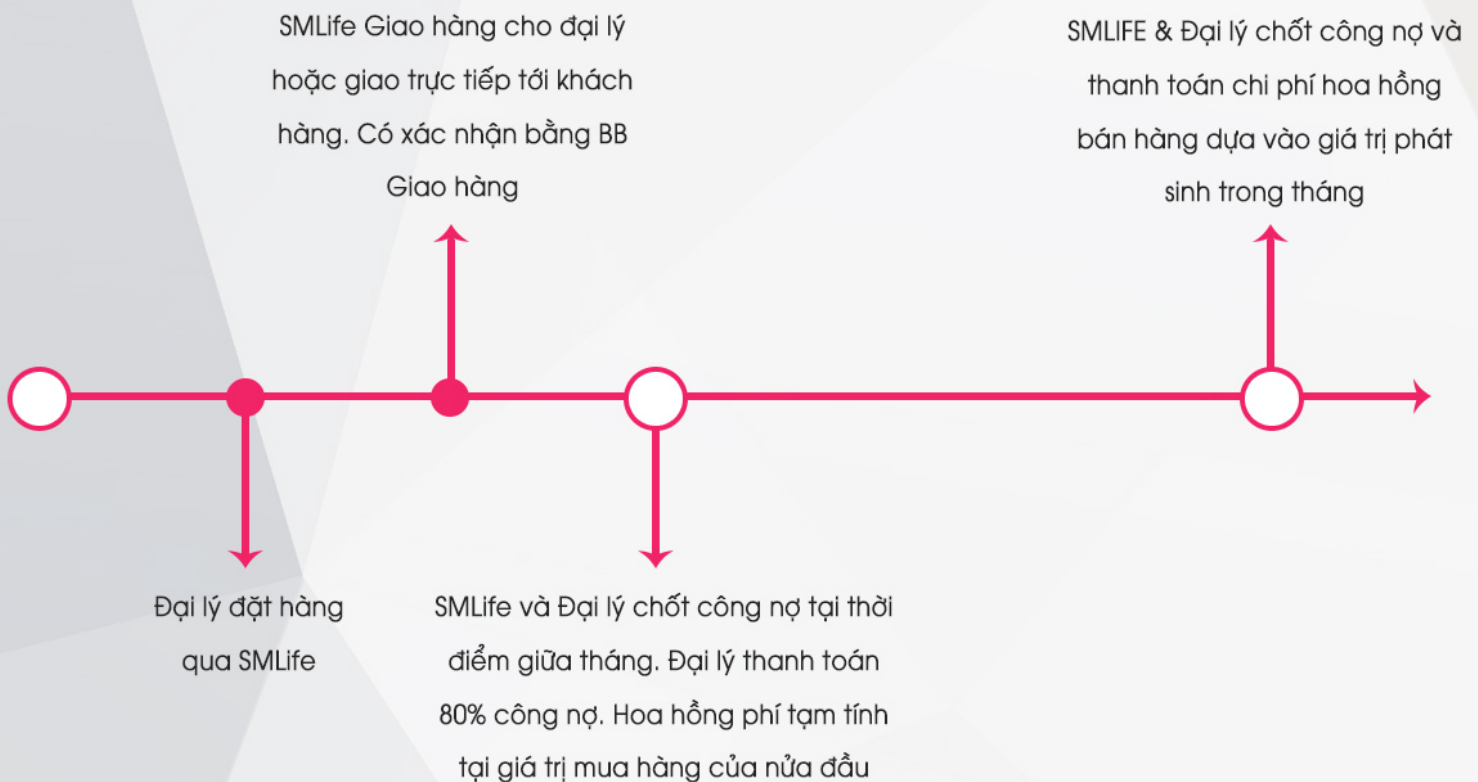 SMLife Giao hàng cho đại lý
hoặc giao trực tiếp tới khách
hàng. Có xác nhận bằng BB
Giao hàng
SMLIFE & Đại lý chốt công nợ và
thanh toán chi phí hoa hồng
bán hàng dựa vào giá trị phát
sinh trong tháng
Đại lý đặt hàng
qua SMLife
SMLife và Đại lý chốt công nợ tại thời
điểm giữa tháng. Đại lý thanh toán
80% công nợ. Hoa hồng phí tạm tính
tại giá trị mua hàng của nửa đầu